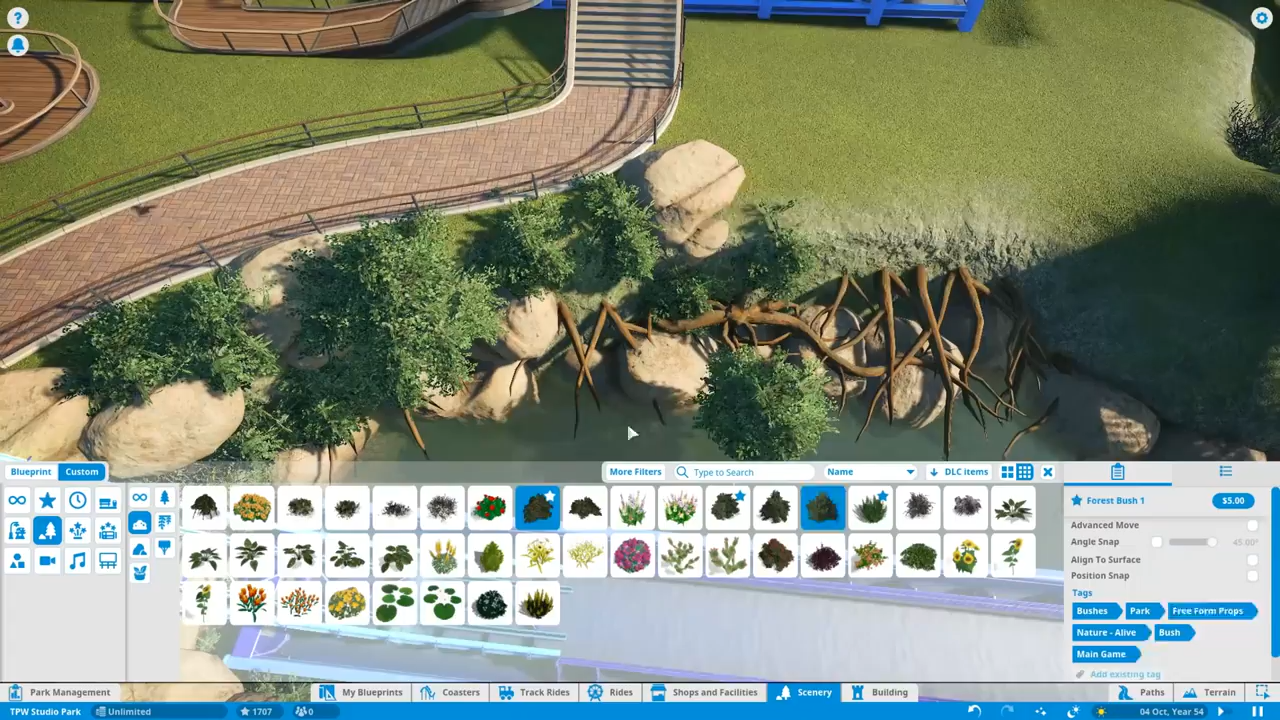 ?
Blueprint Custom More Filters Type to Search Name DLC items
Forest Bush 1 $5.00
Advanced Move
Angle Snap 45.00°
Align To Surface
Position Snap
Tags
Bushes Park Free Form Props
Nature - Alive Bush
Main Game
Add existing tag
Park Management My Blueprints Coasters Track Rides Rides Shops and Facilities Scenery Building Paths Terrain
TPW Studio Park Unlimited 1707 0 04 Oct, Year 54